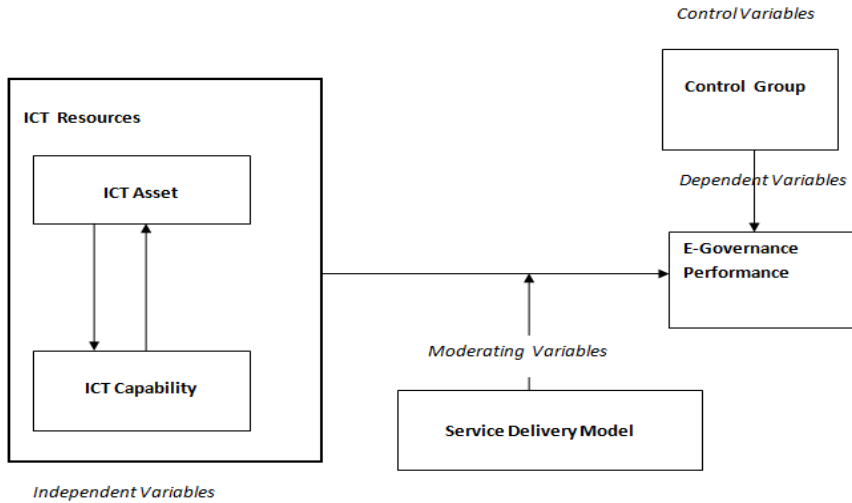 Control Variables
Control Group
ICT Resources
ICT Asset
Dependent Variables
E-Governance
Performance
Moderating Variables
ICT Capability
Service Delivery Model
Independent Variables